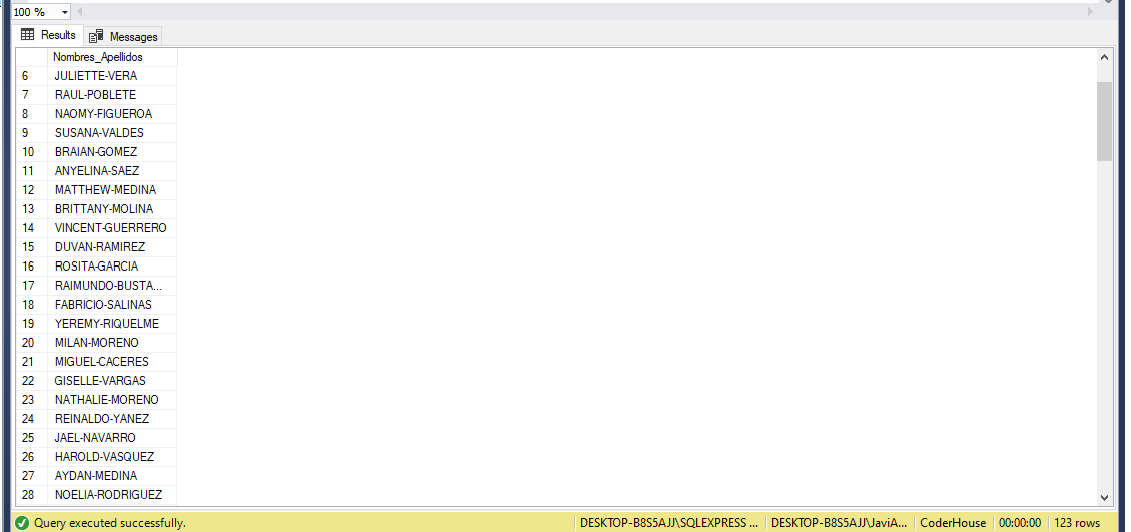 100 %
Results Messages
Nombres_Apellidos
6 JULIETTE-VERA
7 RAUL-POBLETE
8 NAOMY-FIGUEROA
9 SUSANA-VALDES
10 BRAIAN-GOMEZ
11 ANYELINA-SAEZ
12 MATTHEW-MEDINA
13 BRITTANY-MOLINA
14 VINCENT-GUERRERO
15 DUVAN-RAMIREZ
16 ROSITA-GARCIA
17 RAIMUNDO-BUSTA...
18 FABRICIO-SALINAS
19 YEREMY-RIQUELME
20 MILAN-MORENO
21 MIGUEL-CACERES
22 GISELLE-VARGAS
23 NATHALIE-MORENO
24 REINALDO-YANEZ
25 JAEL-NAVARRO
26 HAROLD-VASQUEZ
27 AYDAN-MEDINA
28 NOELIA-RODRIGUEZ
Query executed successfully. DESKTOP-B8S5AJJ\SQLEXPRESS ... DESKTOP-B8S5AJJ\JaviA... CoderHouse 00:00:00 123 rows